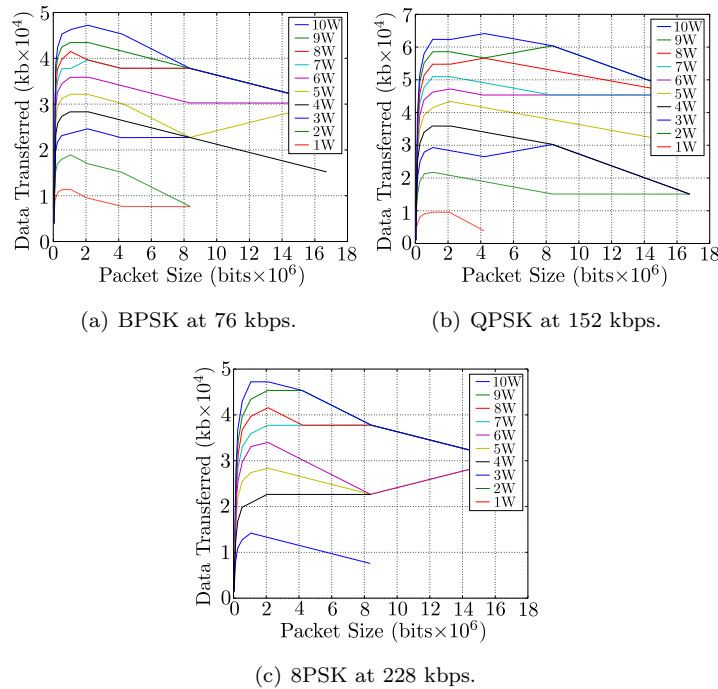 Data Transferred (kb×10⁴)
5
4
3
2
1
0
0 2 4 6 8 10 12 14 16 18
Packet Size (bits×10⁶)
10W
9W
8W
7W
6W
5W
4W
3W
2W
1W
(a) BPSK at 76 kbps.
Data Transferred (kb×10⁴)
7
6
5
4
3
2
1
0
0 2 4 6 8 10 12 14 16 18
Packet Size (bits×10⁶)
10W
9W
8W
7W
6W
5W
4W
3W
2W
1W
(b) QPSK at 152 kbps.
Data Transferred (kb×10⁴)
5
4
3
2
1
0
0 2 4 6 8 10 12 14 16 18
Packet Size (bits×10⁶)
10W
9W
8W
7W
6W
5W
4W
3W
2W
1W
(c) 8PSK at 228 kbps.